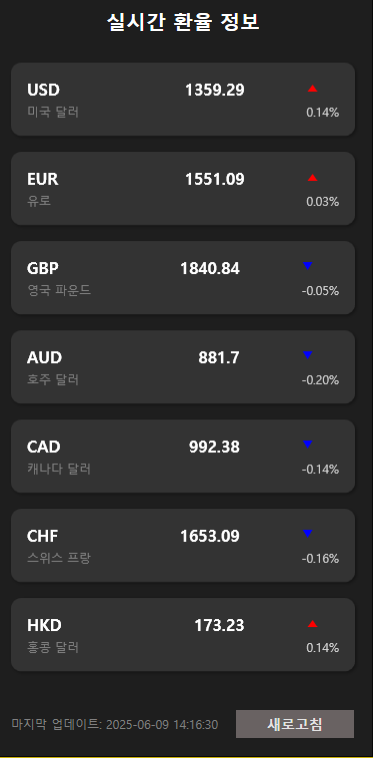 실시간 환율 정보
USD 1359.29 ▲
미국 달러 0.14%
EUR 1551.09 ▲
유로 0.03%
GBP 1840.84 ▼
영국 파운드 -0.05%
AUD 881.7 ▼
호주 달러 -0.20%
CAD 992.38 ▼
캐나다 달러 -0.14%
CHF 1653.09 ▼
스위스 프랑 -0.16%
HKD 173.23 ▲
홍콩 달러 0.14%
마지막 업데이트: 2025-06-09 14:16:30 새로고침